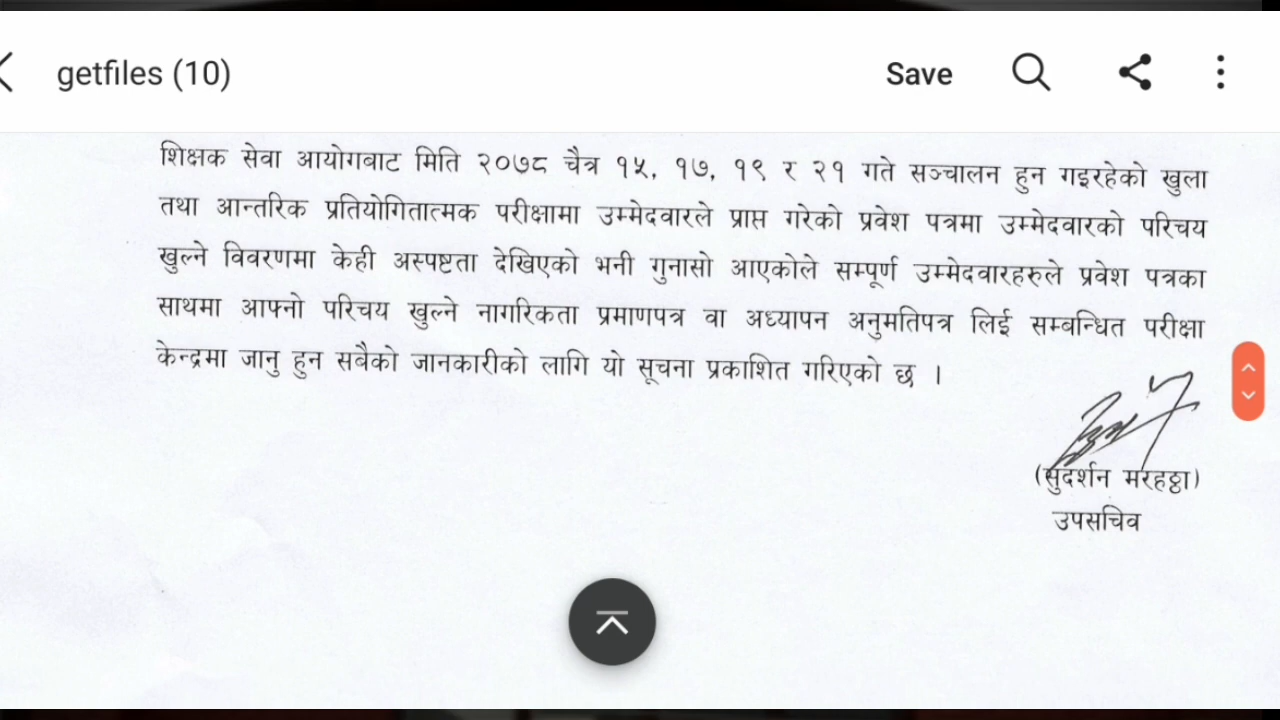 getfiles (10)
Save
शिक्षक सेवा आयोगबाट मिति २०७८ चैत्र १५, १७, १९ र २१ गते सञ्चालन हुन गइरहेको खुला
तथा आन्तरिक प्रतियोगितात्मक परीक्षामा उम्मेदवारले प्राप्त गरेको प्रवेश पत्रमा उम्मेदवारको परिचय
खुल्ने विवरणमा केही अस्पष्टता देखिएको भनी गुनासो आएकोले सम्पूर्ण उम्मेदवारहरुले प्रवेश पत्रका
साथमा आफ्नो परिचय खुल्ने नागरिकता प्रमाणपत्र वा अध्यापन अनुमतिपत्र लिई सम्बन्धित परीक्षा
केन्द्रमा जानु हुन सबैको जानकारीको लागि यो सूचना प्रकाशित गरिएको छ ।
(सुदर्शन मरहठ्ठा)
उपसचिव